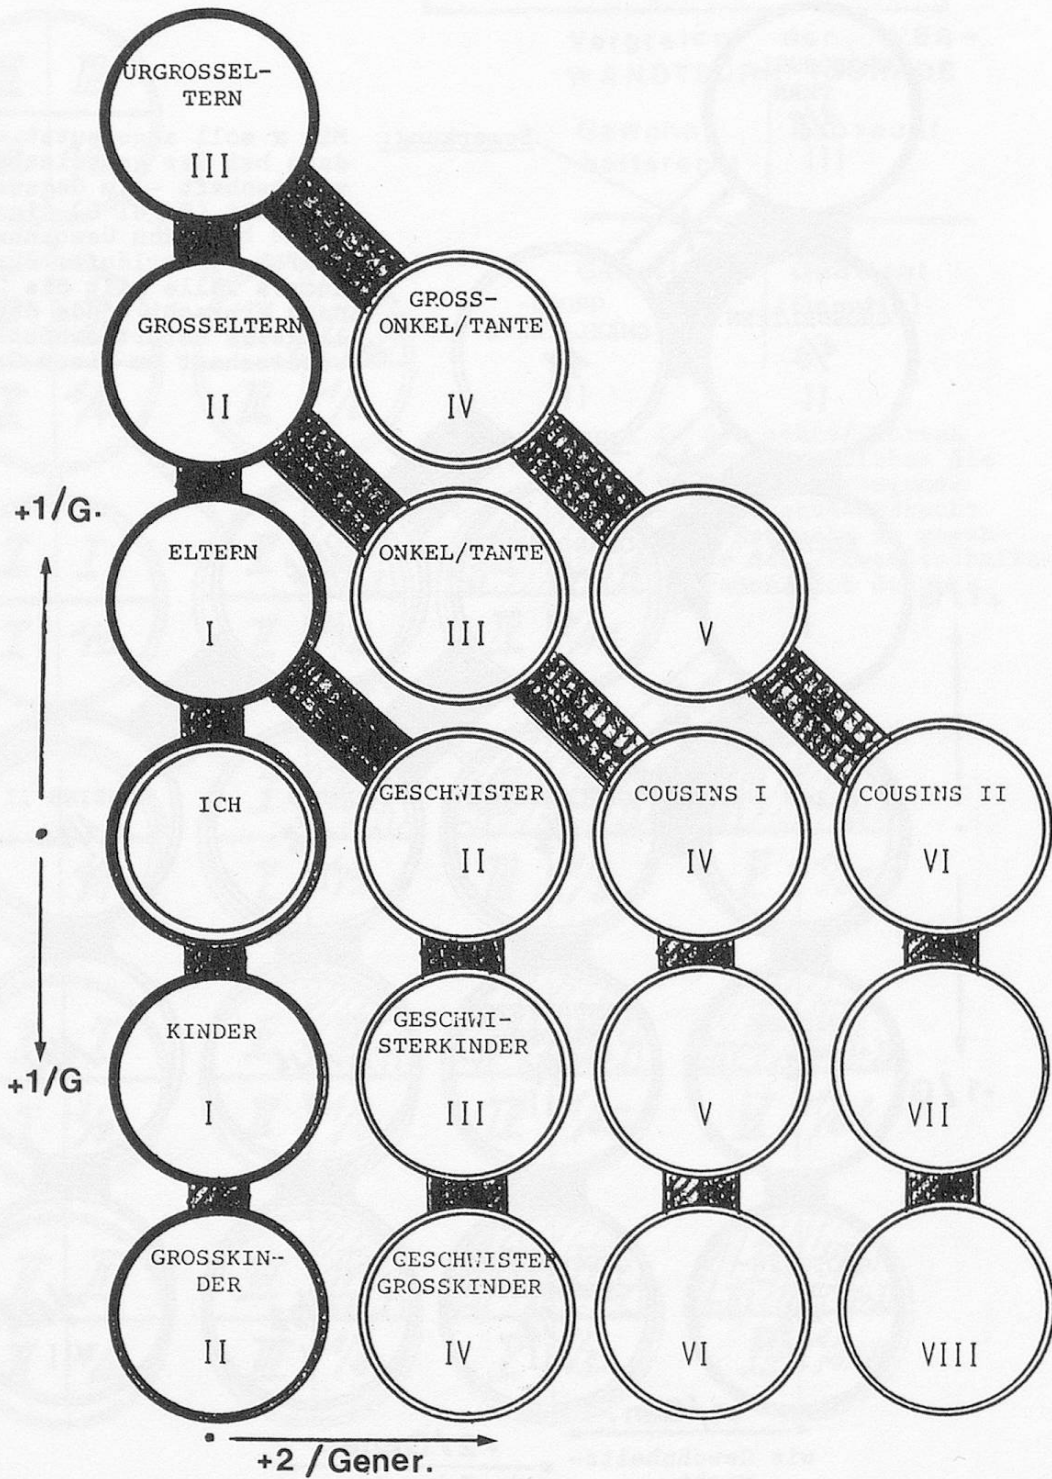 URGROSSEL-
TERN
III
GROSSELTERN
II
GROSS-
ONKEL/TANTE
IV
+1/G.
ELTERN
I
ONKEL/TANTE
III
V
ICH
GESCHWISTER
II
COUSINS I
IV
COUSINS II
VI
KINDER
I
GESCHWI-
STERKINDER
III
V
VII
+1/G
GROSSKIN-
DER
II
GESCHWISTER
GROSSKINDER
IV
VI
VIII
+2 / Gener.